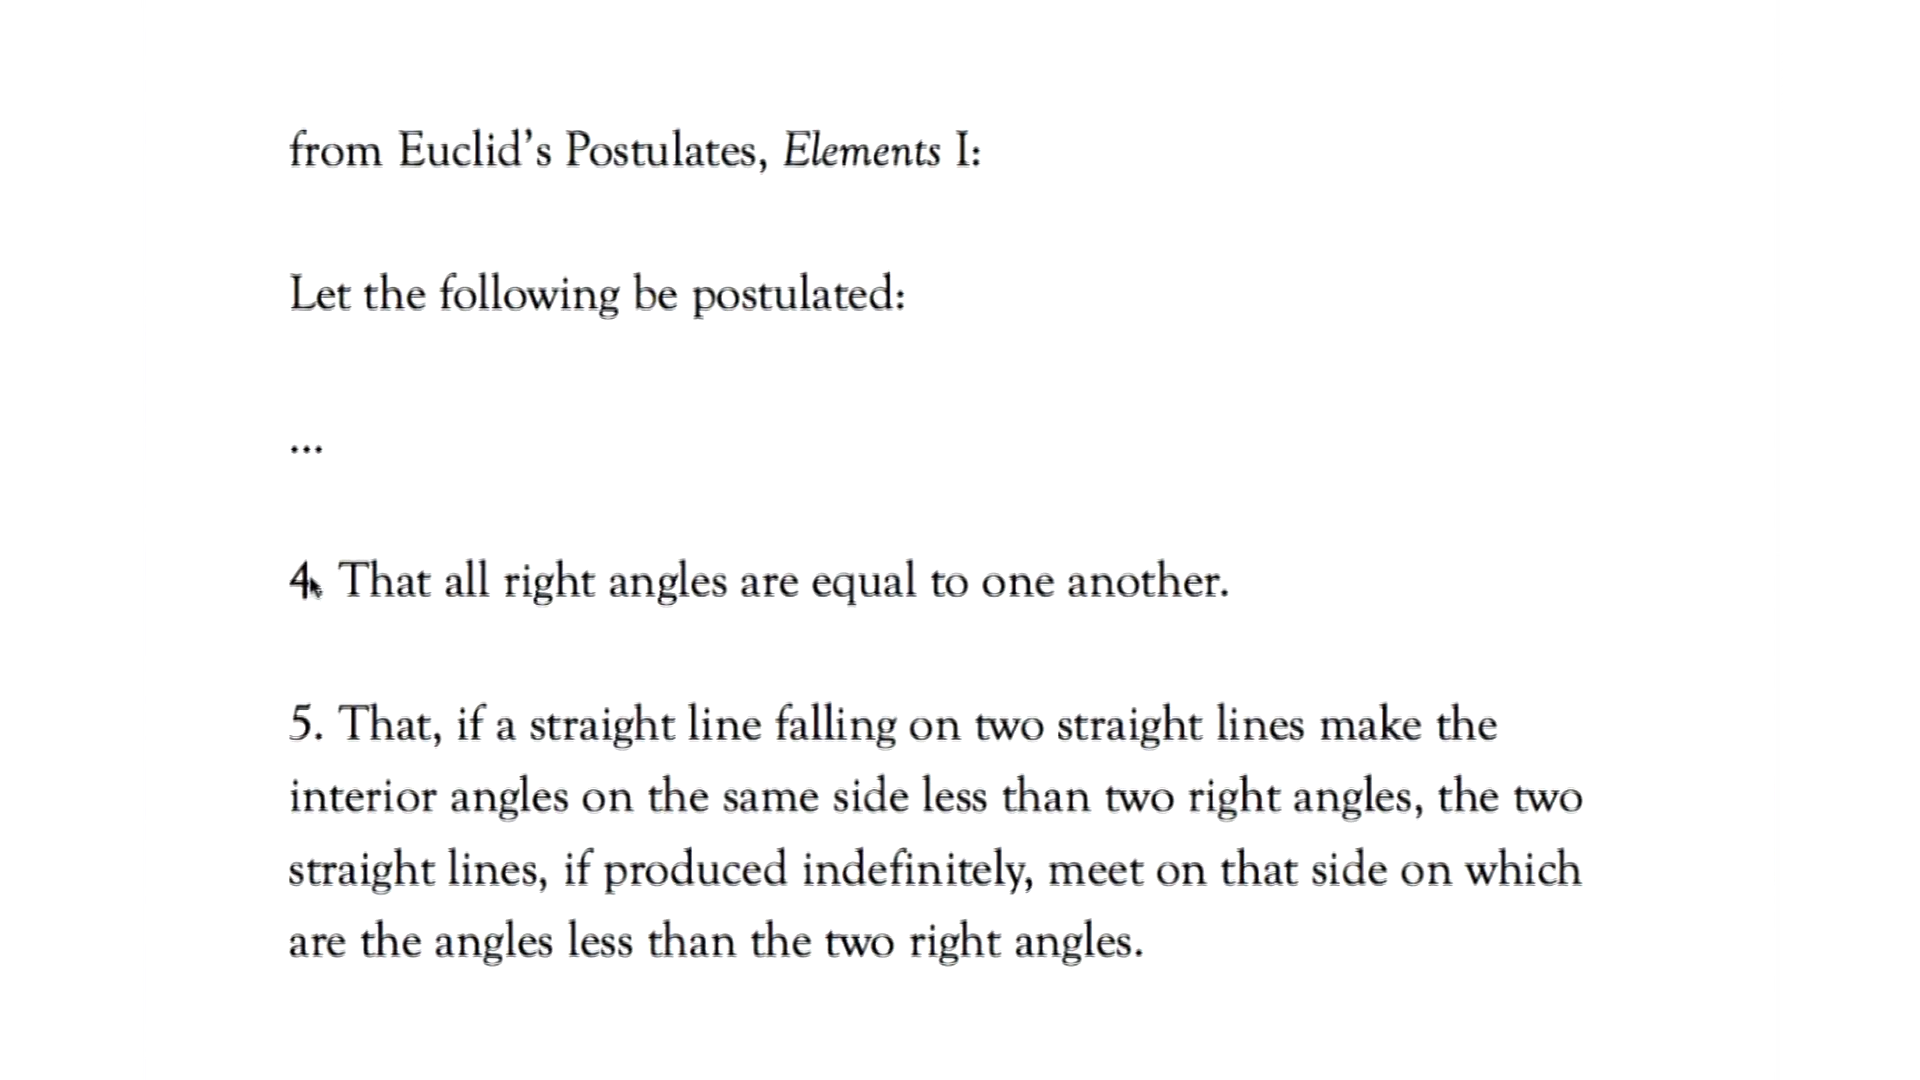 from Euclid’s Postulates, Elements I:
Let the following be postulated:
...
4. That all right angles are equal to one another.
5. That, if a straight line falling on two straight lines make the
interior angles on the same side less than two right angles, the two
straight lines, if produced indefinitely, meet on that side on which
are the angles less than the two right angles.